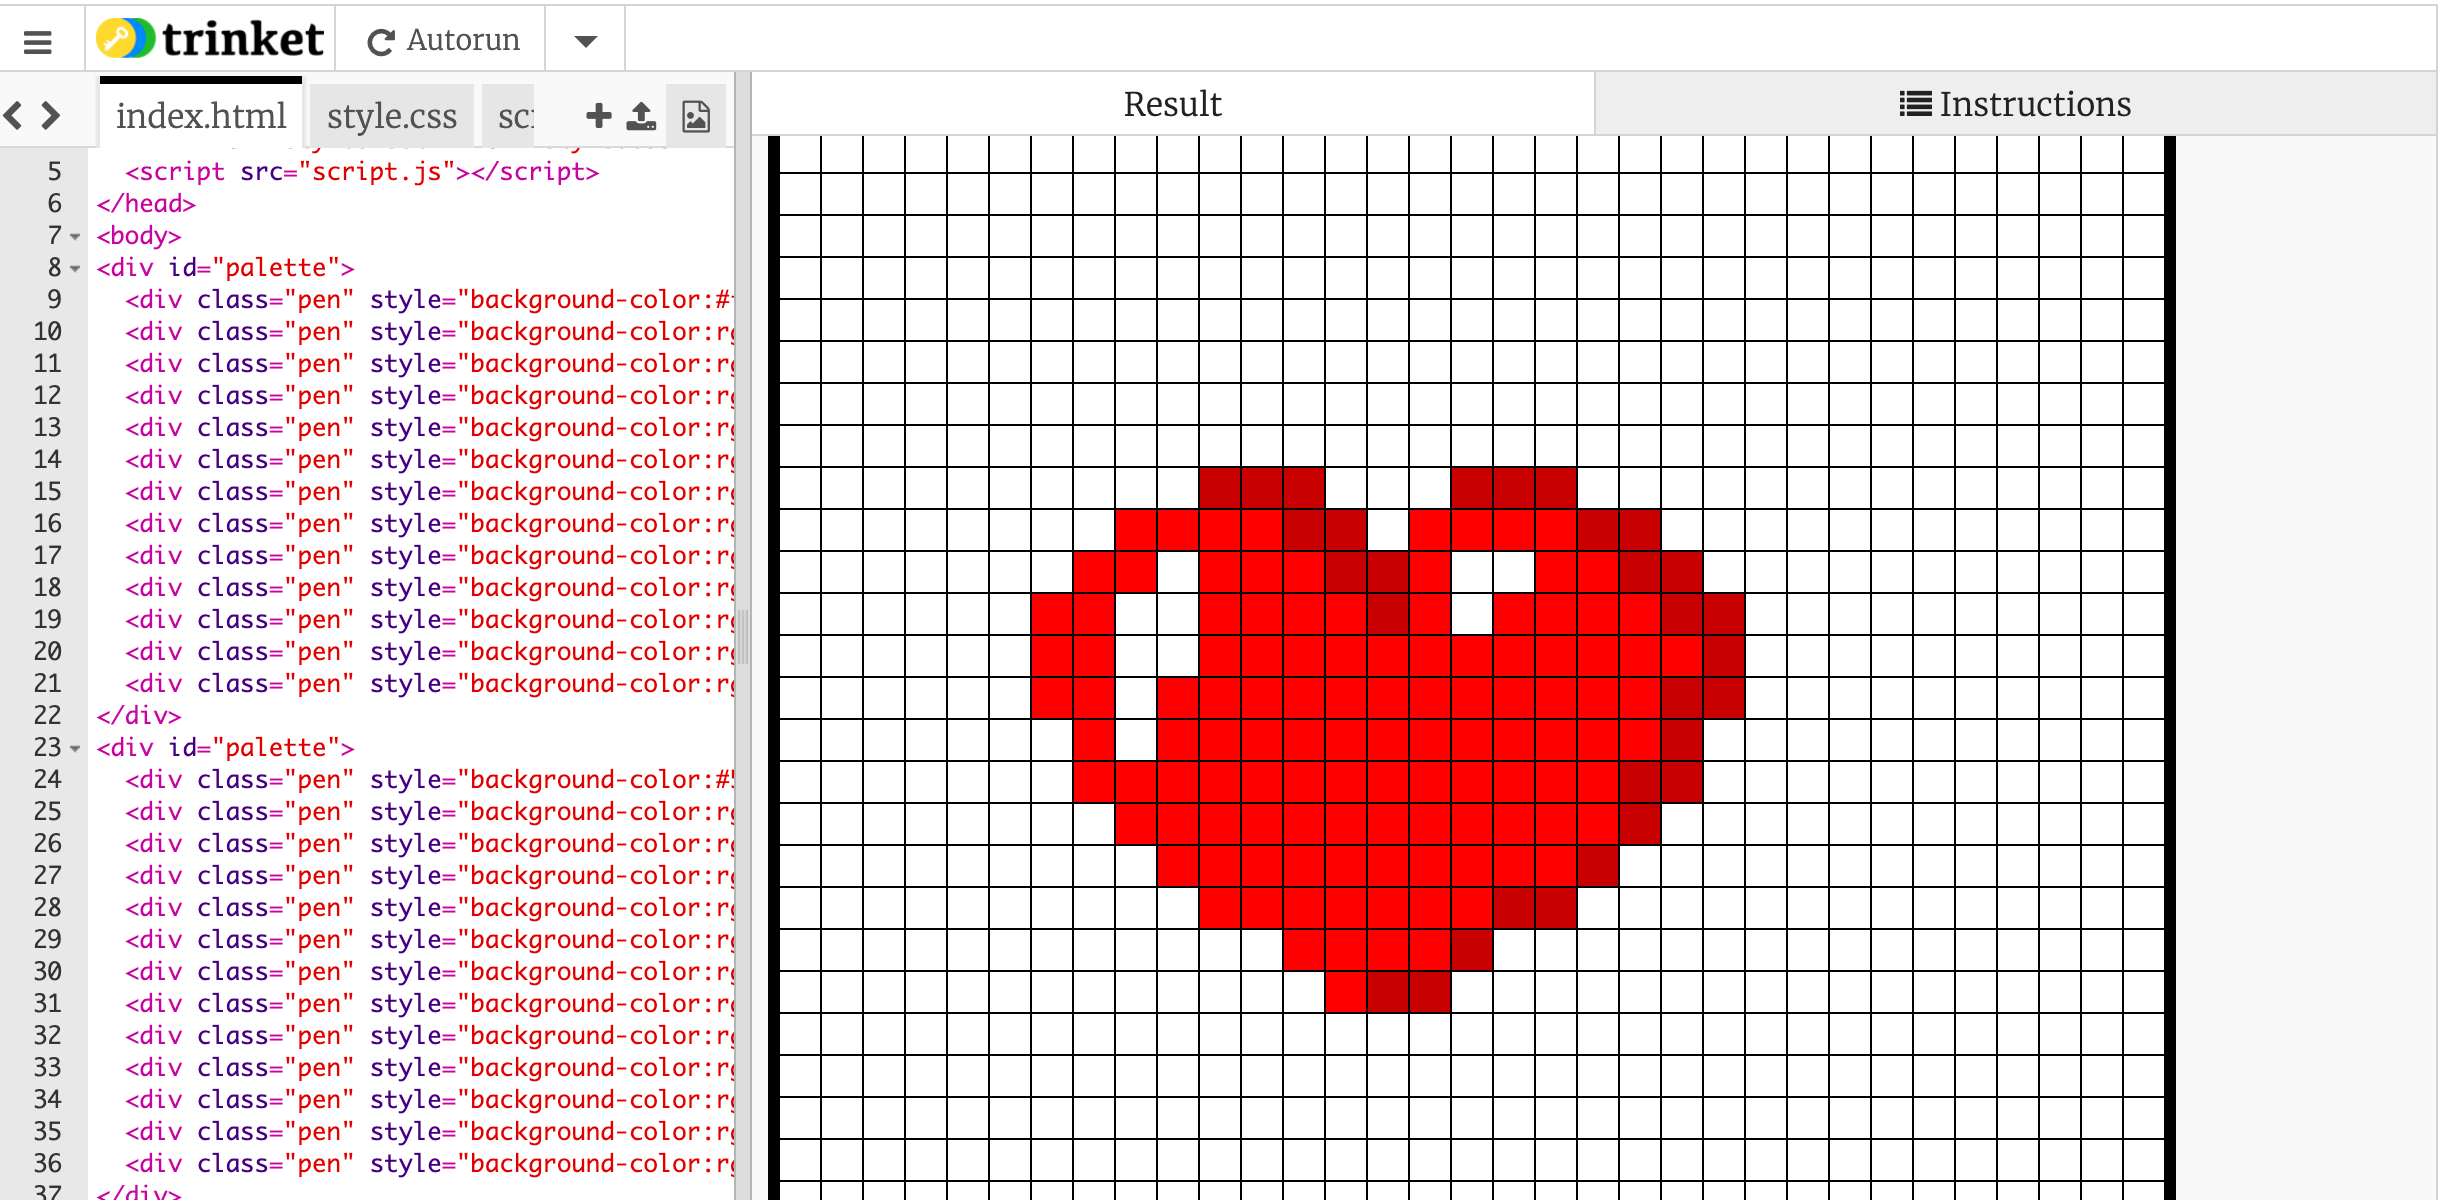 trinket Autorun
index.html style.css
Result Instructions
5 <script src="script.js"></script>
6 </head>
7 <body>
8 <div id="palette">
9 <div class="pen" style="background-color:#
10 <div class="pen" style="background-color:
11 <div class="pen" style="background-color:
12 <div class="pen" style="background-color:
13 <div class="pen" style="background-color:
14 <div class="pen" style="background-color:
15 <div class="pen" style="background-color:
16 <div class="pen" style="background-color:
17 <div class="pen" style="background-color:
18 <div class="pen" style="background-color:
19 <div class="pen" style="background-color:
20 <div class="pen" style="background-color:
21 <div class="pen" style="background-color:
22 </div>
23 <div id="palette">
24 <div class="pen" style="background-color:#
25 <div class="pen" style="background-color:
26 <div class="pen" style="background-color:
27 <div class="pen" style="background-color:
28 <div class="pen" style="background-color:
29 <div class="pen" style="background-color:
30 <div class="pen" style="background-color:
31 <div class="pen" style="background-color:
32 <div class="pen" style="background-color:
33 <div class="pen" style="background-color:
34 <div class="pen" style="background-color:
35 <div class="pen" style="background-color:
36 <div class="pen" style="background-color:
37 </div>